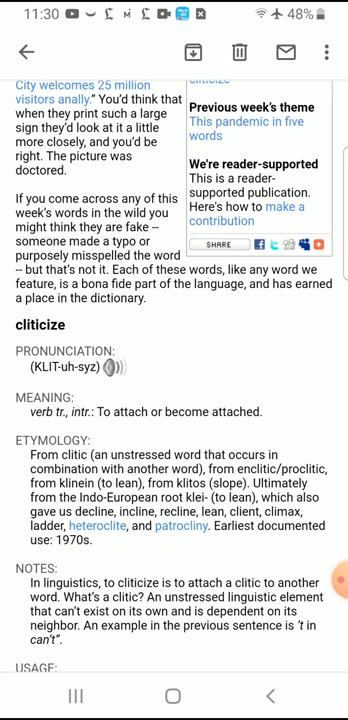 11:30
48%
cliticize
City welcomes 25 million
visitors anally." You'd think that
when they print such a large
sign they'd look at it a little
more closely, and you'd be
right. The picture was
doctored.
If you come across any of this
week's words in the wild you
might think they are fake --
someone made a typo or
purposely misspelled the word
Previous week's theme
This pandemic in five
words
We're reader-supported
This is a reader-
supported publication.
Here's how to make a
contribution
SHARE
-- but that's not it. Each of these words, like any word we
feature, is a bona fide part of the language, and has earned
a place in the dictionary.
cliticize
PRONUNCIATION:
(KLIT-uh-syz)
MEANING:
verb tr., intr.: To attach or become attached.
ETYMOLOGY:
From clitic (an unstressed word that occurs in
combination with another word), from enclitic/proclitic,
from klinein (to lean), from klitos (slope). Ultimately
from the Indo-European root klei- (to lean), which also
gave us decline, incline, recline, lean, client, climax,
ladder, heteroclite, and patrocliny. Earliest documented
use: 1970s.
NOTES:
In linguistics, to cliticize is to attach a clitic to another
word. What's a clitic? An unstressed linguistic element
that can't exist on its own and is dependent on its
neighbor. An example in the previous sentence is 't in
can't".
USAGE: